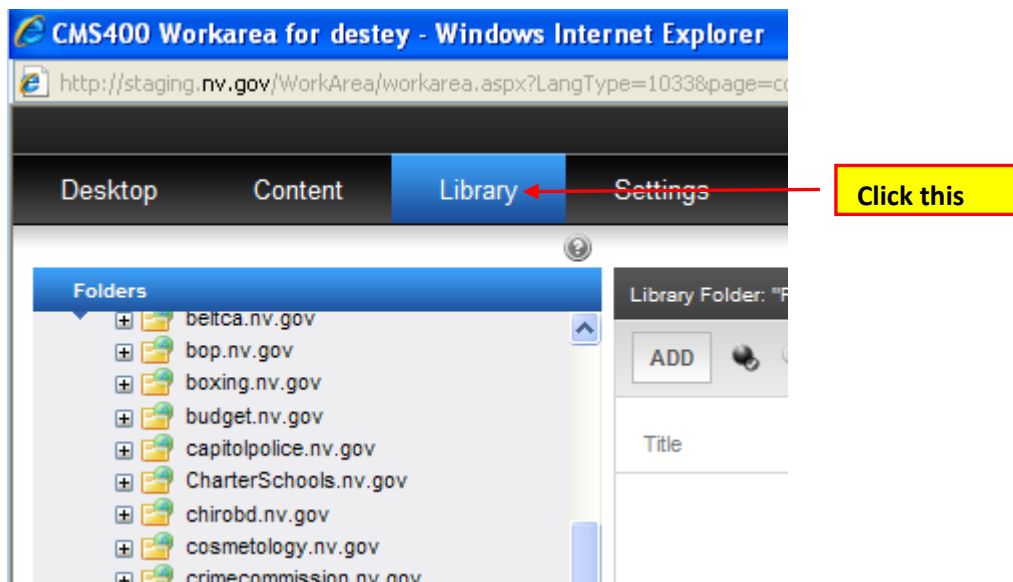 CMS400 Workarea for destey - Windows Internet Explorer
http://staging.nv.gov/WorkArea/workarea.aspx?LangType=1033&page=co
Desktop Content Library Settings
Click this
Folders
Library Folder: "F
beltca.nv.gov
bop.nv.gov
ADD
boxing.nv.gov
budget.nv.gov
capitolpolice.nv.gov
Title
CharterSchools.nv.gov
chirobd.nv.gov
cosmetology.nv.gov
crimecommission.nv.gov